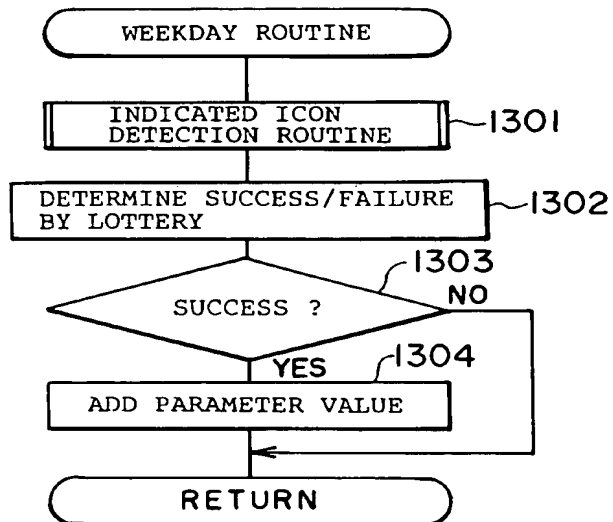 WEEKDAY ROUTINE
INDICATED ICON
DETECTION ROUTINE
1301
DETERMINE SUCCESS/FAILURE
BY LOTTERY
1302
1303
SUCCESS ?
NO
YES
1304
ADD PARAMETER VALUE
RETURN